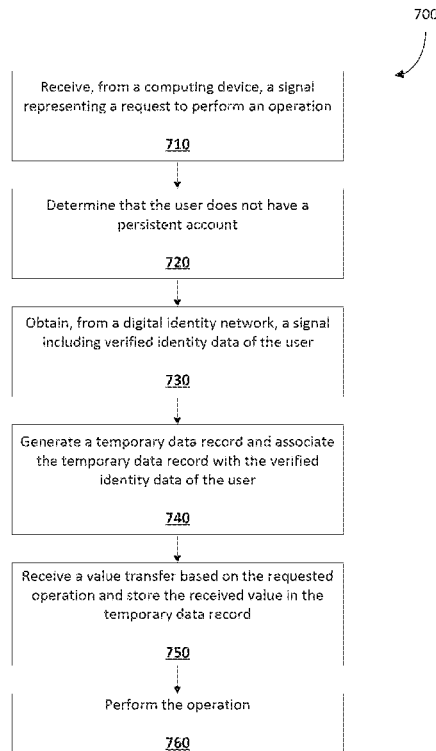 700
Receive, from a computing device, a signal
representing a request to perform an operation
710
Determine that the user does not have a
persistent account
720
Obtain, from a digital identity network, a signal
including verified identity data of the user
730
Generate a temporary data record and associate
the temporary data record with the verified
identity data of the user
740
Receive a value transfer based on the requested
operation and store the received value in the
temporary data record
750
Perform the operation
760